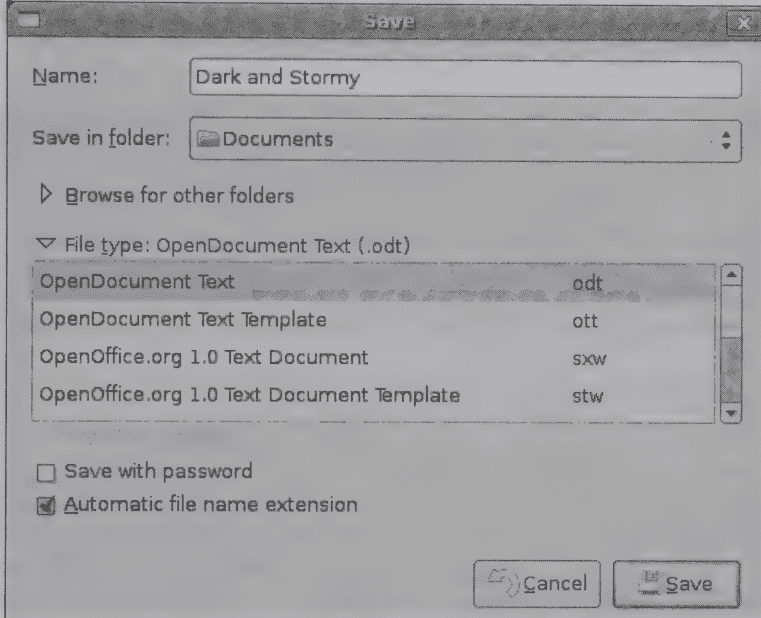 Save
Name: Dark and Stormy
Save in folder: Documents
Browse for other folders
File type: OpenDocument Text (.odt)
OpenDocument Text odt
OpenDocument Text Template ott
OpenOffice.org 1.0 Text Document sxw
OpenOffice.org 1.0 Text Document Template stw
Save with password
Automatic file name extension
Cancel Save